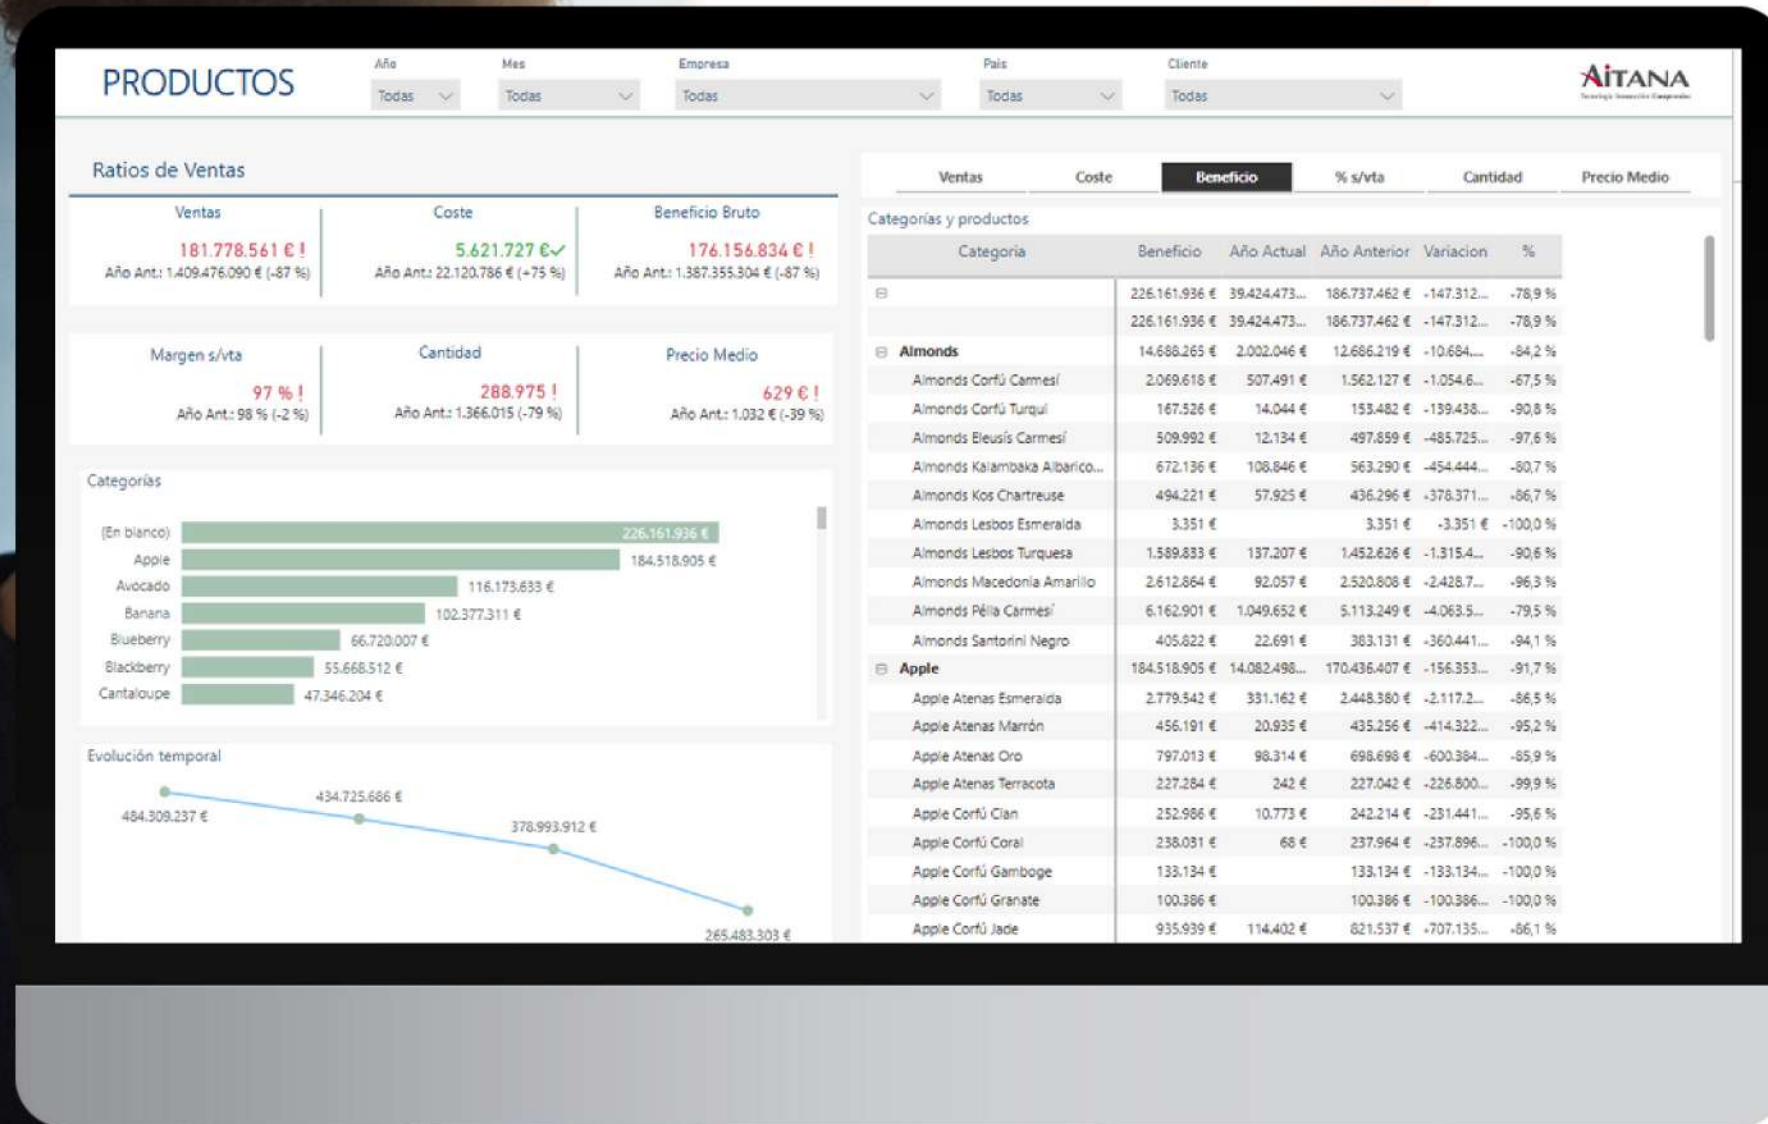 PRODUCTOS
Año Mes Empresa Pais Cliente
Todas Todas Todas Todas Todas
AITANA
Ratios de Ventas
Ventas Coste Beneficio Bruto
181.778.561 € ! 5.621.727 €✓ 176.156.834 € !
Año Ant.: 1.409.476.090 € (-87 %) Año Ant.: 22.120.786 € (+75 %) Año Ant.: 1.387.355.304 € (-87 %)
Margen s/vta Cantidad Precio Medio
97 % ! 288.975 ! 629 € !
Año Ant.: 98 % (-2 %) Año Ant.: 1.366.015 (-79 %) Año Ant.: 1.032 € (-39 %)
Categorías
(En blanco) 226.161.936 €
Apple 184.518.905 €
Avocado 116.173.633 €
Banana 102.377.311 €
Blueberry 66.720.007 €
Blackberry 55.668.512 €
Cantaloupe 47.346.204 €
Evolución temporal
484.309.237 €
434.725.686 €
378.993.912 €
265.483.303 €
Ventas Coste Beneficio % s/vta Cantidad Precio Medio
Categorías y productos
Categoria Beneficio Año Actual Año Anterior Variacion %
226.161.936 € 39.424.473... 186.737.462 € -147.312... -78,9 %
226.161.936 € 39.424.473... 186.737.462 € -147.312... -78,9 %
Almonds 14.688.265 € 2.002.046 € 12.686.219 € -10.684.... -84,2 %
Almonds Corfú Carmesí 2.069.618 € 507.491 € 1.562.127 € -1.054.6... -67,5 %
Almonds Corfú Turquí 167.526 € 14.044 € 153.482 € -139.438... -90,8 %
Almonds Eleusís Carmesí 509.992 € 12.134 € 497.859 € -485.725... -97,6 %
Almonds Kalambaka Albarico... 672.136 € 108.846 € 563.290 € -454.444... -80,7 %
Almonds Kos Chartreuse 494.221 € 57.925 € 436.296 € -378.371... -86,7 %
Almonds Lesbos Esmeralda 3.351 € 3.351 € -3.351 € -100,0 %
Almonds Lesbos Turquesa 1.589.833 € 137.207 € 1.452.626 € -1.315.4... -90,6 %
Almonds Macedonia Amarillo 2.612.864 € 92.057 € 2.520.808 € -2.428.7... -96,3 %
Almonds Pélla Carmesí 6.162.901 € 1.049.652 € 5.113.249 € -4.063.5... -79,5 %
Almonds Santorini Negro 405.822 € 22.691 € 383.131 € -360.441... -94,1 %
Apple 184.518.905 € 14.082.498... 170.436.407 € -156.353... -91,7 %
Apple Atenas Esmeralda 2.779.542 € 331.162 € 2.448.380 € -2.117.2... -86,5 %
Apple Atenas Marrón 456.191 € 20.935 € 435.256 € -414.322... -95,2 %
Apple Atenas Oro 797.013 € 98.314 € 698.698 € -600.384... -85,9 %
Apple Atenas Terracota 227.284 € 242 € 227.042 € -226.800... -99,9 %
Apple Corfú Cian 252.986 € 10.773 € 242.214 € -231.441... -95,6 %
Apple Corfú Coral 238.031 € 68 € 237.964 € -237.896... -100,0 %
Apple Corfú Gamboge 133.134 € 133.134 € -133.134... -100,0 %
Apple Corfú Granate 100.386 € 100.386 € -100.386... -100,0 %
Apple Corfú Jade 935.939 € 114.402 € 821.537 € -707.135... -86,1 %